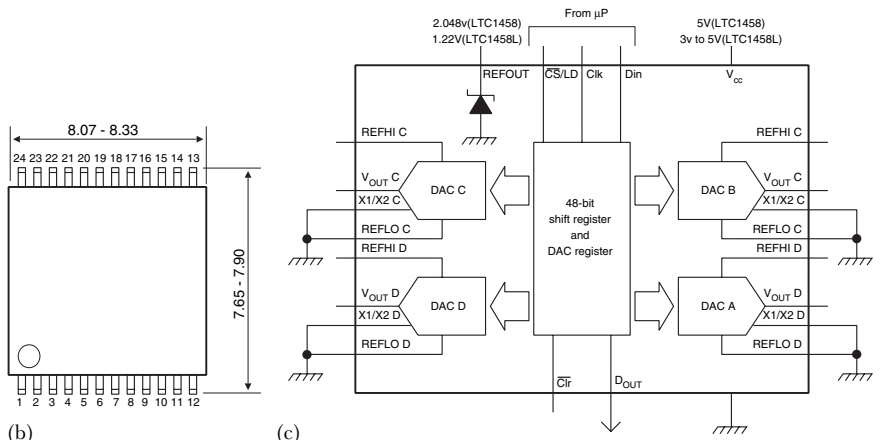 8.07 - 8.33
24 23 22 21 20 19 18 17 16 15 14 13
7.65 - 7.90
1 2 3 4 5 6 7 8 9 10 11 12
(b)
2.048v(LTC1458)
1.22V(LTC1458L)
From µP
5V(LTC1458)
3v to 5V(LTC1458L)
REFOUT
CS/LD
Clk
Din
Vcc
REFHI C
VOUT C
X1/X2 C
REFLO C
DAC C
REFHI D
VOUT D
X1/X2 D
REFLO D
DAC D
48-bit
shift register
and
DAC register
REFHI C
DAC B
VOUT C
X1/X2 C
REFLO C
REFHI D
DAC A
VOUT D
X1/X2 D
REFLO D
Clr
DOUT
(c)